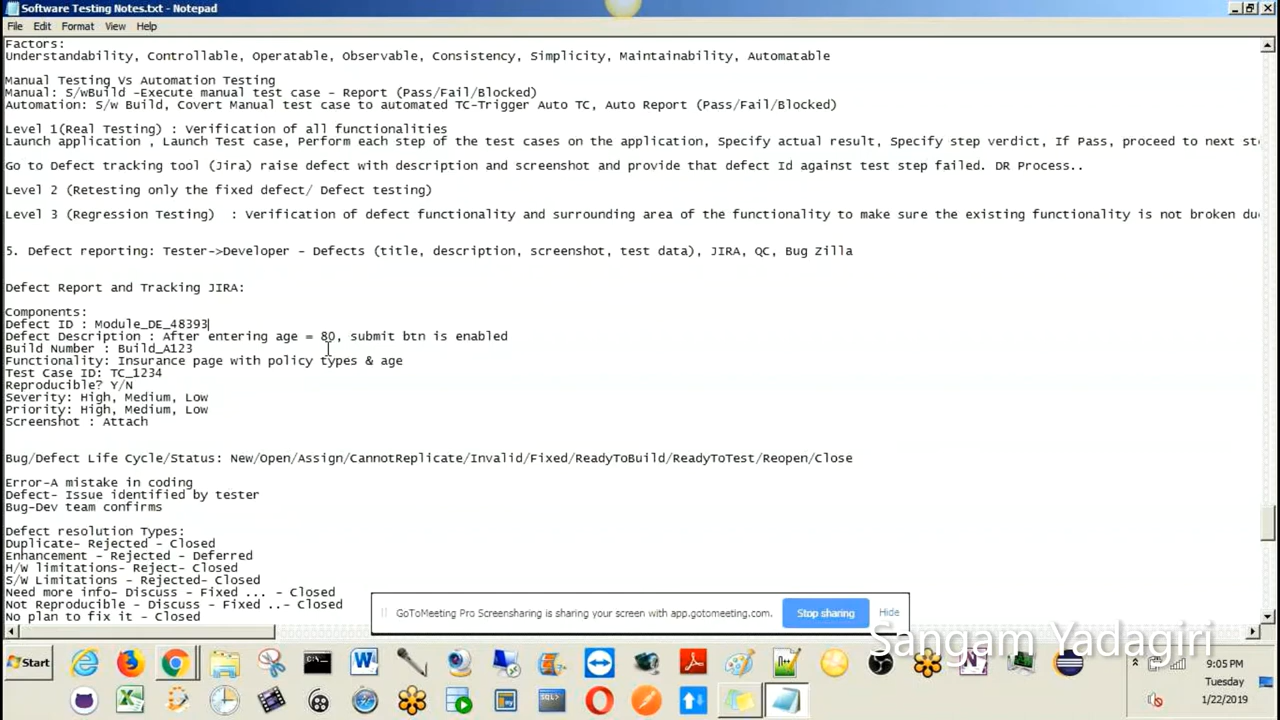 Software Testing Notes.txt - Notepad
File Edit Format View Help
Factors:
Understandability, Controllable, Operatable, Observable, Consistency, Simplicity, Maintainability, Automatable
Manual Testing Vs Automation Testing
Manual: S/wBuild -Execute manual test case - Report (Pass/Fail/Blocked)
Automation: S/w Build, Covert Manual test case to automated TC-Trigger Auto TC, Auto Report (Pass/Fail/Blocked)
Level 1(Real Testing) : Verification of all functionalities
Launch application , Launch Test case, Perform each step of the test cases on the application, Specify actual result, Specify step verdict, If Pass, proceed to next
Go to Defect tracking tool (Jira) raise defect with description and screenshot and provide that defect Id against test step failed. DR Process..
Level 2 (Retesting only the fixed defect/ Defect testing)
Level 3 (Regression Testing)  : Verification of defect functionality and surrounding area of the functionality to make sure the existing functionality is not broken
5. Defect reporting: Tester->Developer - Defects (title, description, screenshot, test data), JIRA, QC, Bug Zilla
Defect Report and Tracking JIRA:
Components:
Defect ID : Module_DE_48393
Defect Description : After entering age = 80, submit btn is enabled
Build Number : Build_A123
Functionality: Insurance page with policy types & age
Test Case ID: TC_1234
Reproducible? Y/N
Severity: High, Medium, Low
Priority: High, Medium, Low
Screenshot : Attach
Bug/Defect Life Cycle/Status: New/Open/Assign/CannotReplicate/Invalid/Fixed/ReadyToBuild/ReadyToTest/Reopen/Close
Error-A mistake in coding
Defect- Issue identified by tester
Bug-Dev team confirms
Defect resolution Types:
Duplicate- Rejected - Closed
Enhancement - Rejected - Deferred
H/W limitations- Reject- Closed
S/W Limitations - Rejected- Closed
Need more info- Discuss - Fixed ... - Closed
Not Reproducible - Discuss - Fixed ..- Closed
No plan to fix it - Closed
GoToMeeting Pro Screensharing is sharing your screen with app.gotomeeting.com. Stop sharing Hide
Sangam Yadagiri
Start
9:05 PM
Tuesday
1/22/2019